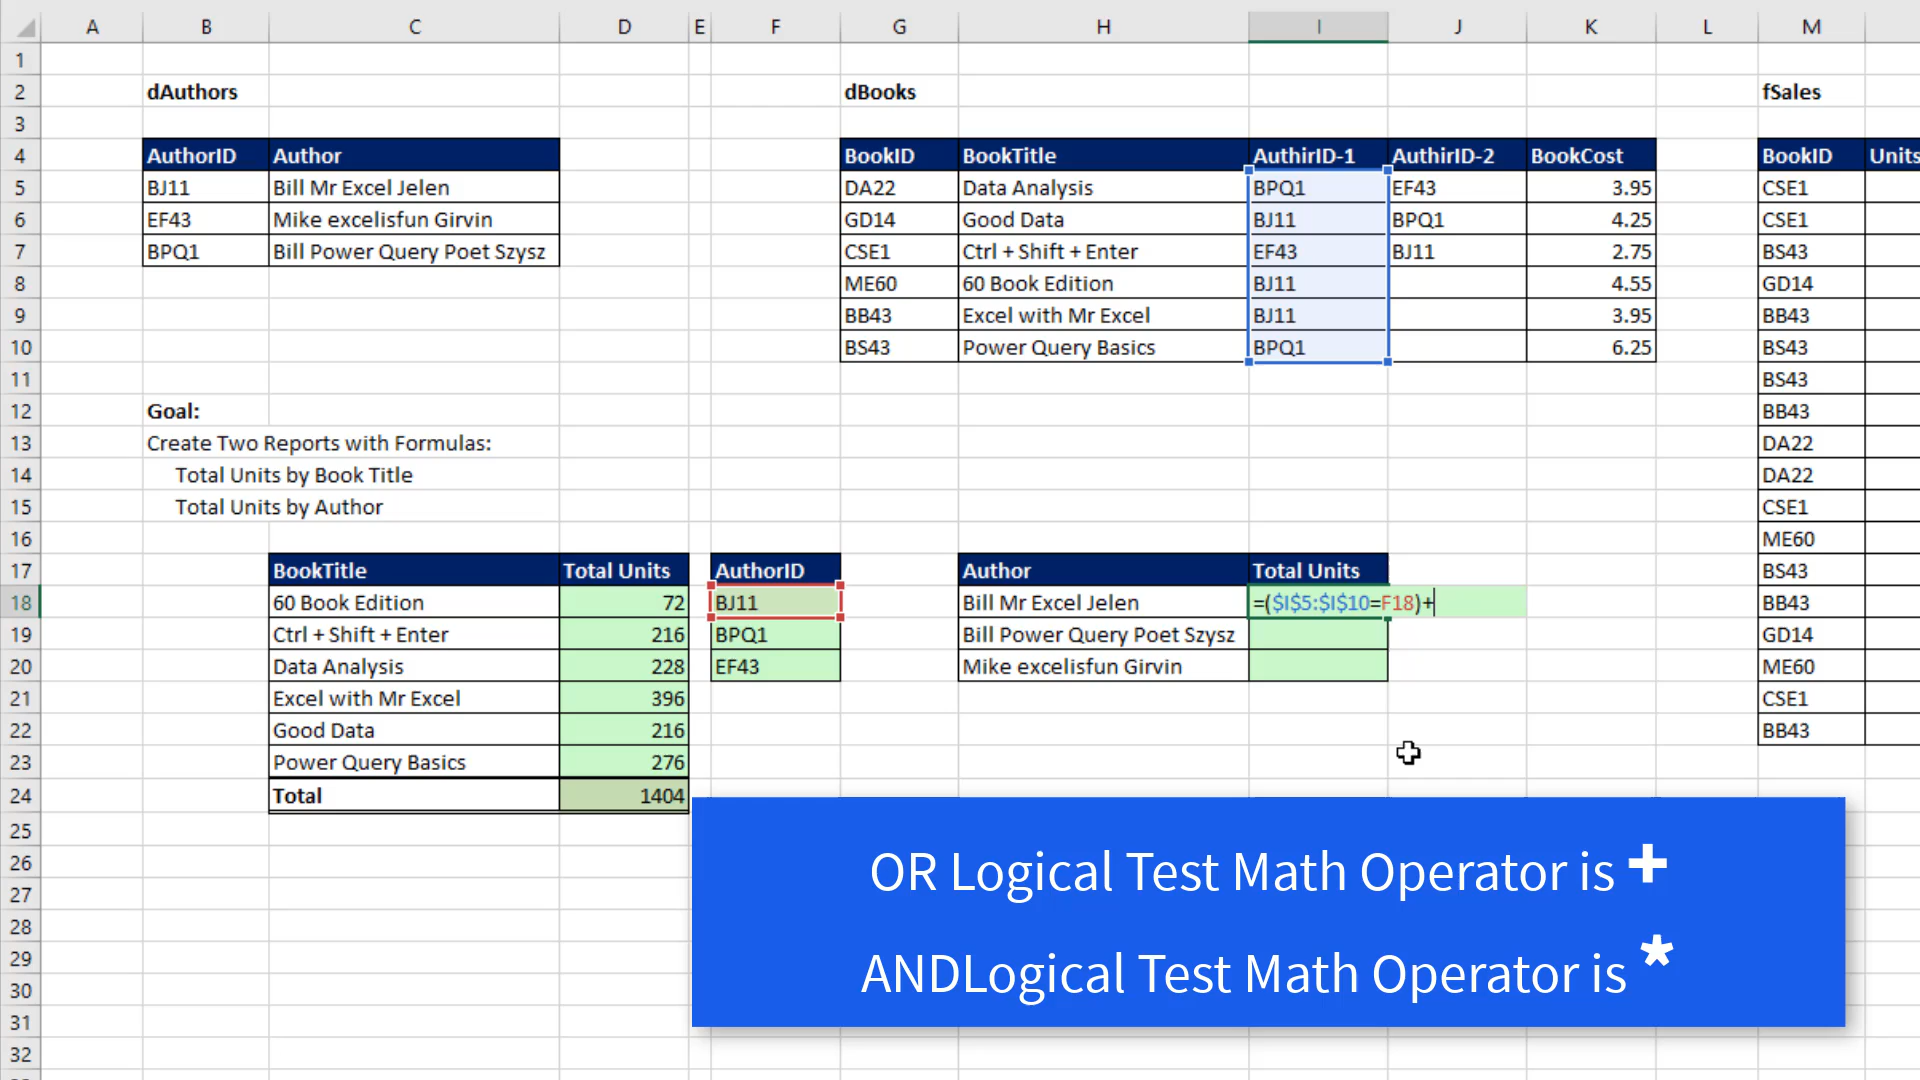 A B C D E F G H I J K L M
1
2 dAuthors dBooks fSales
3
4 AuthorID Author BookID BookTitle AuthirID-1 AuthirID-2 BookCost BookID Units
5 BJ11 Bill Mr Excel Jelen DA22 Data Analysis BPQ1 EF43 3.95 CSE1
6 EF43 Mike excelisfun Girvin GD14 Good Data BJ11 BPQ1 4.25 CSE1
7 BPQ1 Bill Power Query Poet Szysz CSE1 Ctrl + Shift + Enter EF43 BJ11 2.75 BS43
8 ME60 60 Book Edition BJ11 4.55 GD14
9 BB43 Excel with Mr Excel BJ11 3.95 BB43
10 BS43 Power Query Basics BPQ1 6.25 BS43
11 BS43
12 Goal: BB43
13 Create Two Reports with Formulas: DA22
14 Total Units by Book Title DA22
15 Total Units by Author CSE1
16 ME60
17 BookTitle Total Units AuthorID Author Total Units BS43
18 60 Book Edition 72 BJ11 Bill Mr Excel Jelen =($I$5:$I$10=F18)+ BB43
19 Ctrl + Shift + Enter 216 BPQ1 Bill Power Query Poet Szysz GD14
20 Data Analysis 228 EF43 Mike excelisfun Girvin ME60
21 Excel with Mr Excel 396 CSE1
22 Good Data 216 BB43
23 Power Query Basics 276
24 Total 1404
25
26 OR Logical Test Math Operator is +
27
28
29 ANDLogical Test Math Operator is *
30
31
32